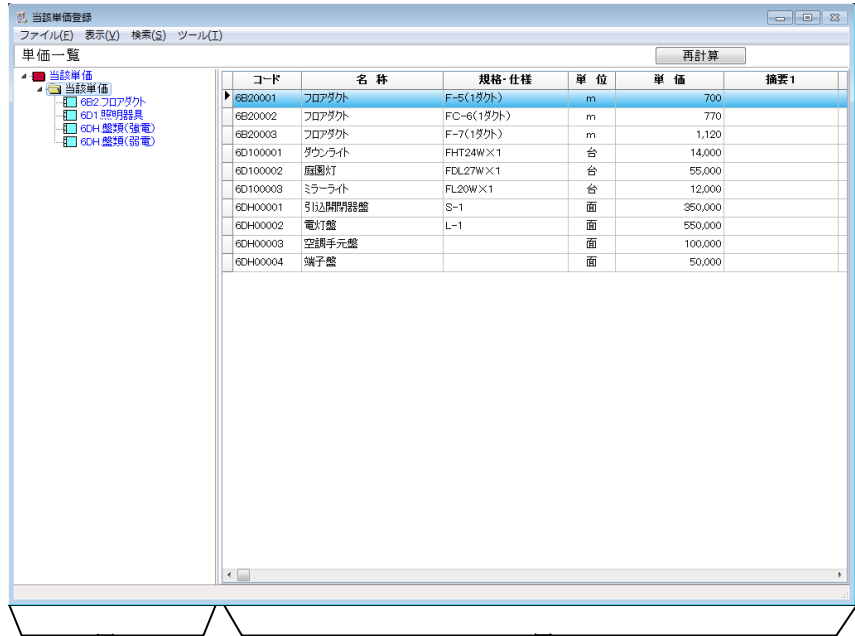 当該単価登録
ファイル(F) 表示(V) 検索(S) ツール(T)
単価一覧 再計算
当該単価
当該単価
6B2.フロアダクト
6D1.照明器具
6DH.盤類(強電)
6DH.盤類(弱電)
コード 名 称 規格・仕様 単 位 単 価 摘要1
6B20001 フロアダクト F-5(1ダクト) m 700
6B20002 フロアダクト FC-6(1ダクト) m 770
6B20003 フロアダクト F-7(1ダクト) m 1,120
6D100001 ダウンライト FHT24W×1 台 14,000
6D100002 庭園灯 FDL27W×1 台 55,000
6D100003 ミラーライト FL20W×1 台 12,000
6DH00001 引込開閉器盤 S-1 面 350,000
6DH00002 電灯盤 L-1 面 550,000
6DH00003 空調手元盤 面 100,000
6DH00004 端子盤 面 50,000